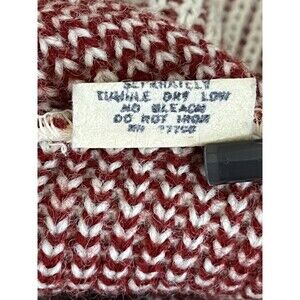 SEPARATELY
TUMBLE DRY LOW
NO BLEACH
DO NOT IRON
RN